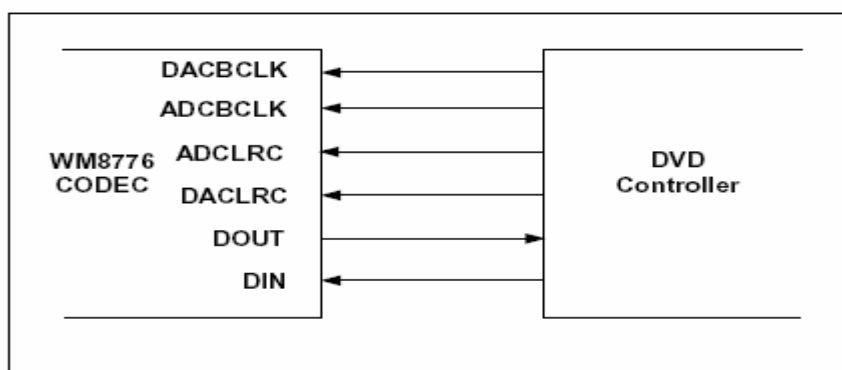 DACBCLK
ADCBCLK
ADCLRC
DACLRC
DOUT
DIN
WM8776
CODEC
DVD
Controller